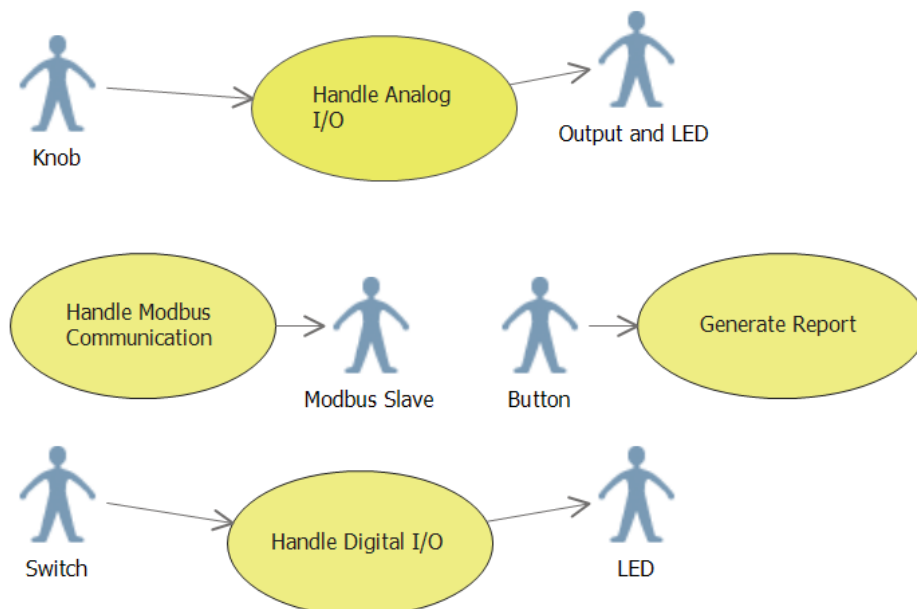 Handle Analog
I/O
Knob
Output and LED
Handle Modbus
Communication
Generate Report
Modbus Slave
Button
Handle Digital I/O
Switch
LED